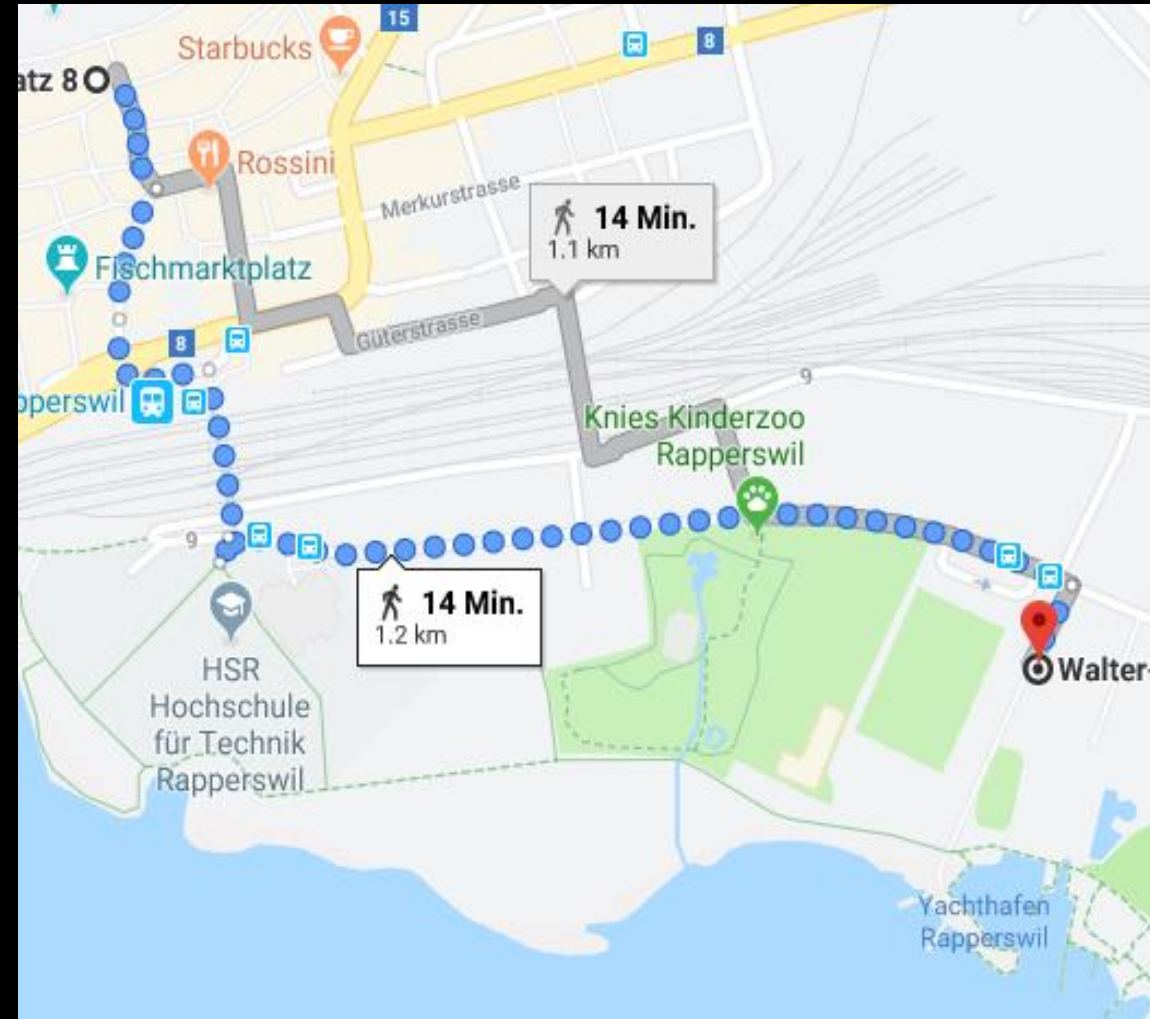 15
Starbucks
8
atz 8
Rossini
Merkurstrasse
14 Min.
1.1 km
Fischmarktplatz
Güterstrasse
8
9
pperswil
Knies Kinderzoo
Rapperswil
9
14 Min.
1.2 km
HSR
Hochschule
für Technik
Rapperswil
Walter-
Yachthafen
Rapperswil